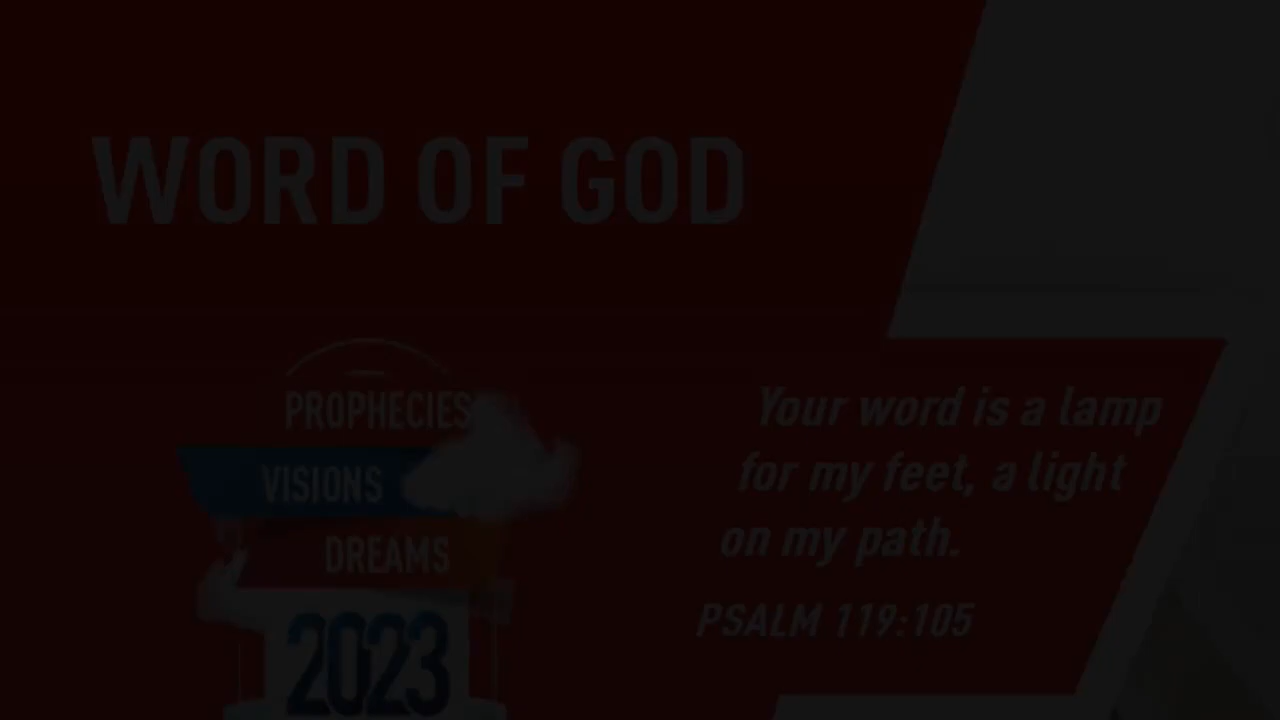 WORD OF GOD
PROPHECIES
VISIONS
DREAMS
2023
Your word is a lamp
for my feet, a light
on my path.
PSALM 119:105